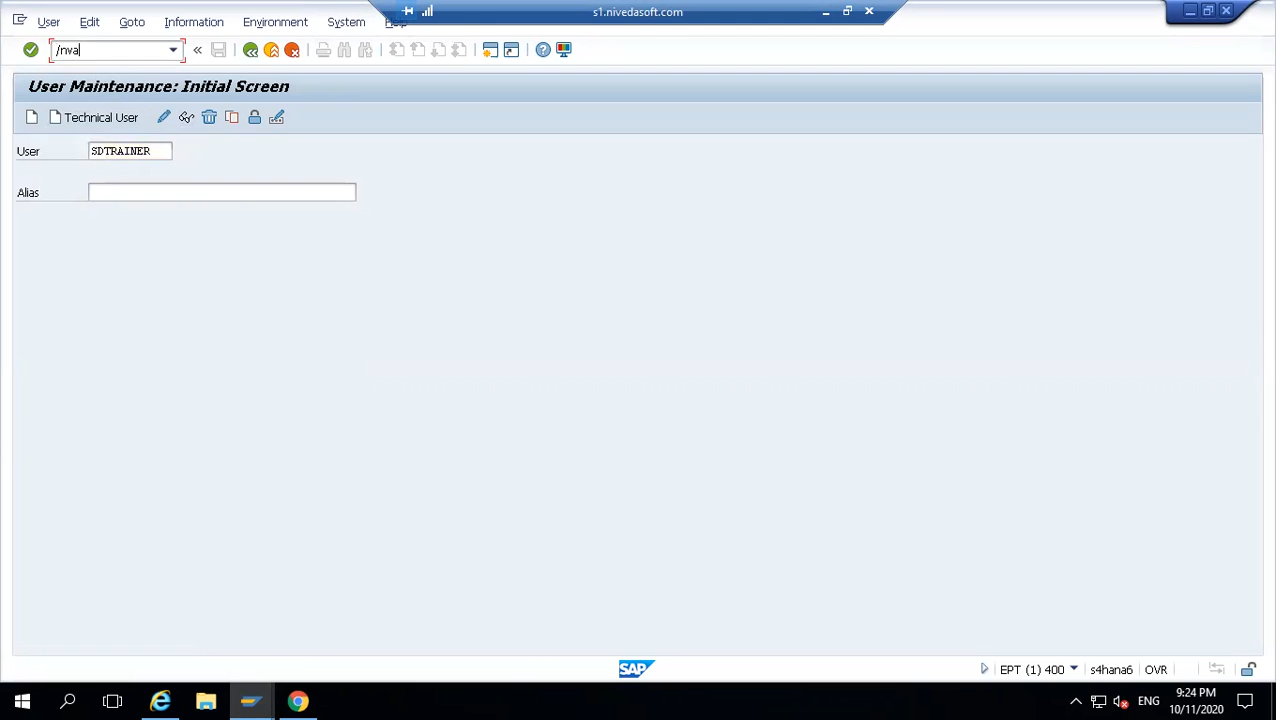 s1.nivedasoft.com
User Edit Goto Information Environment System Help
/nva
User Maintenance: Initial Screen
Technical User
User SDTRAINER
Alias
SAP
EPT (1) 400 s4hana6 OVR
ENG 9:24 PM
10/11/2020